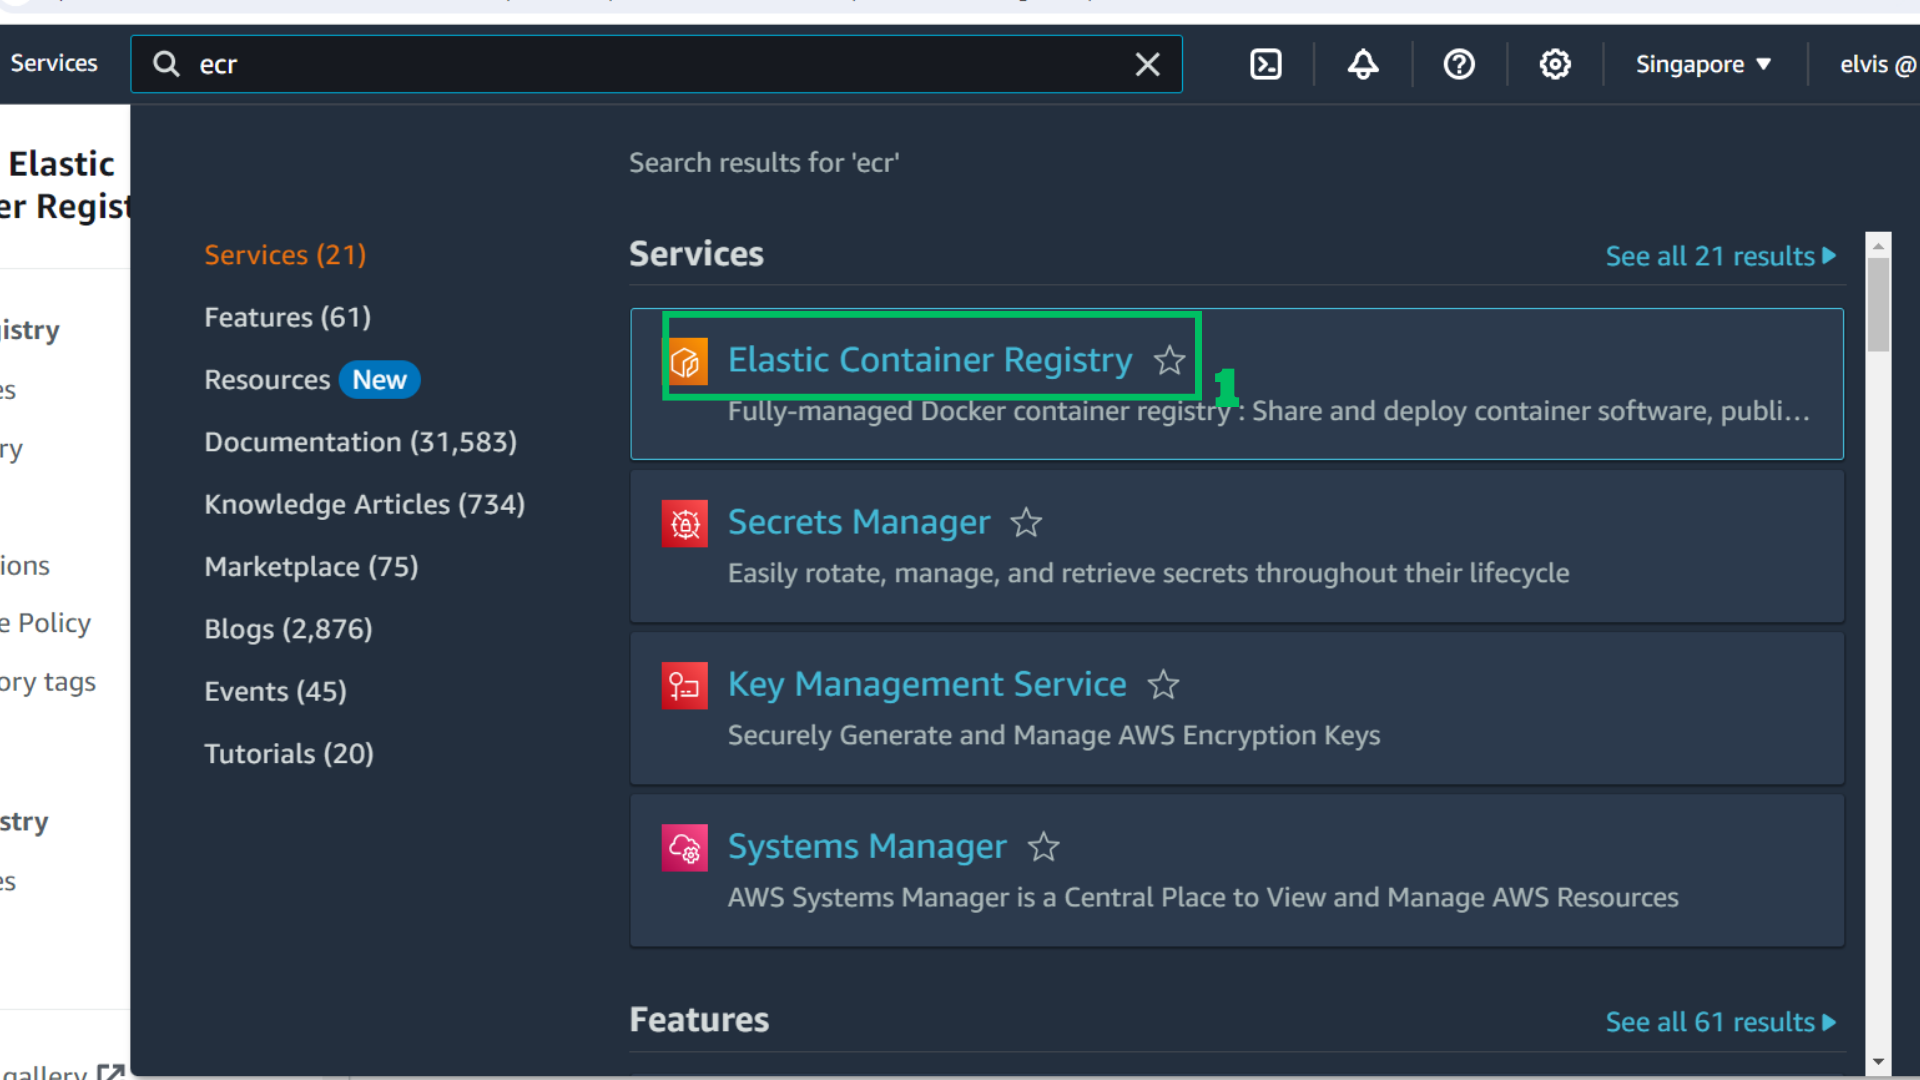 Services
ecr
Singapore
elvis @
Elastic
er Regist
istry
es
ry
ions
e Policy
ory tags
stry
es
gallery
Search results for 'ecr'
Services (21)
Features (61)
Resources New
Documentation (31,583)
Knowledge Articles (734)
Marketplace (75)
Blogs (2,876)
Events (45)
Tutorials (20)
Services
See all 21 results
Elastic Container Registry
1
Fully-managed Docker container registry : Share and deploy container software, publi...
Secrets Manager
Easily rotate, manage, and retrieve secrets throughout their lifecycle
Key Management Service
Securely Generate and Manage AWS Encryption Keys
Systems Manager
AWS Systems Manager is a Central Place to View and Manage AWS Resources
Features
See all 61 results